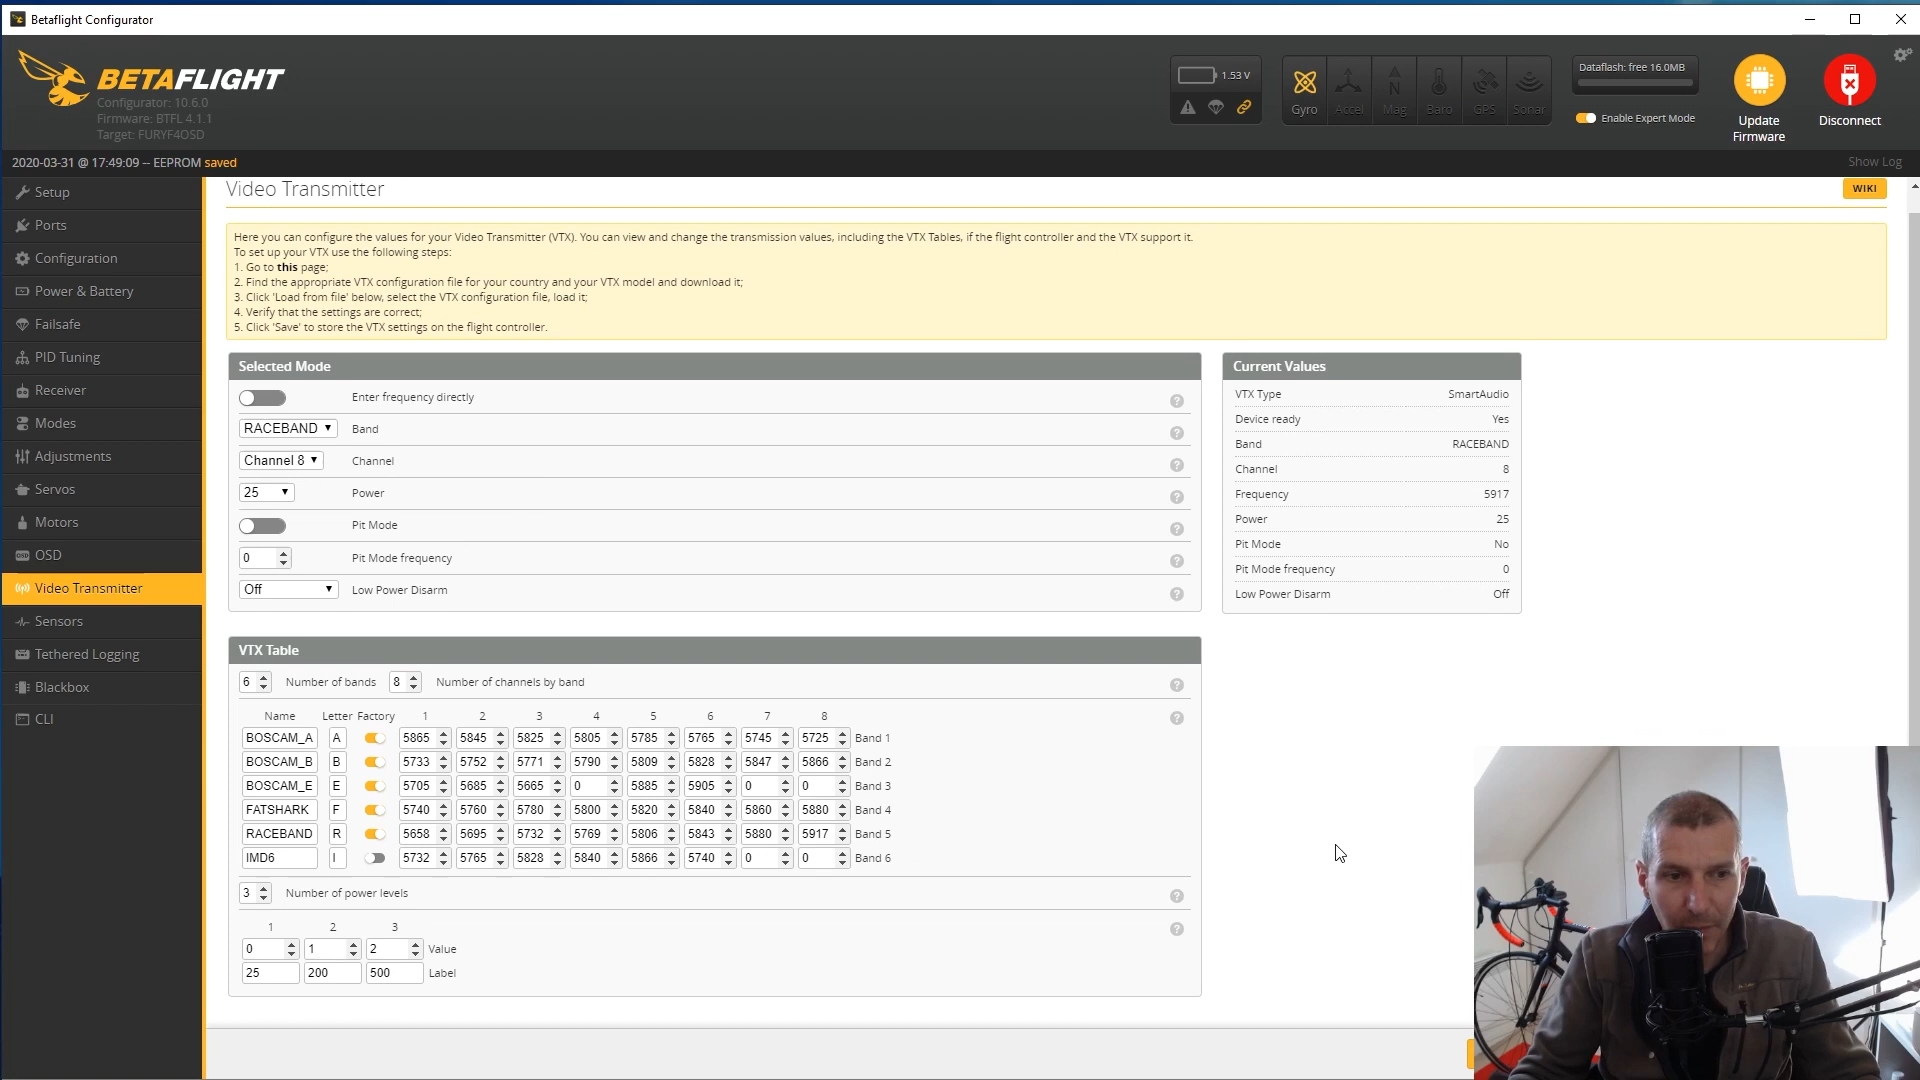 Betaflight Configurator
BETAFLIGHT
Configurator: 10.6.0
Firmware: BTFL 4.1.1
Target: FURYF4OSD
1.53 V
Gyro
Accel
Mag
Baro
GPS
Sonar
Dataflash: free 16.0MB
Enable Expert Mode
Update Firmware
Disconnect
2020-03-31 @ 17:49:09 -- EEPROM saved
Show Log
Setup
Ports
Configuration
Power & Battery
Failsafe
PID Tuning
Receiver
Modes
Adjustments
Servos
Motors
OSD
Video Transmitter
Sensors
Tethered Logging
Blackbox
CLI
Video Transmitter
WIKI
Here you can configure the values for your Video Transmitter (VTX). You can view and change the transmission values, including the VTX Tables, if the flight controller and the VTX support it.
To set up your VTX use the following steps:
1. Go to this page;
2. Find the appropriate VTX configuration file for your country and your VTX model and download it;
3. Click 'Load from file' below, select the VTX configuration file, load it;
4. Verify that the settings are correct;
5. Click 'Save' to store the VTX settings on the flight controller.
Selected Mode
Enter frequency directly
RACEBAND Band
Channel 8 Channel
25 Power
Pit Mode
0 Pit Mode frequency
Off Low Power Disarm
Current Values
VTX Type SmartAudio
Device ready Yes
Band RACEBAND
Channel 8
Frequency 5917
Power 25
Pit Mode No
Pit Mode frequency 0
Low Power Disarm Off
VTX Table
6 Number of bands 8 Number of channels by band
Name Letter Factory 1 2 3 4 5 6 7 8
BOSCAM_A A 5865 5845 5825 5805 5785 5765 5745 5725 Band 1
BOSCAM_B B 5733 5752 5771 5790 5809 5828 5847 5866 Band 2
BOSCAM_E E 5705 5685 5665 0 5885 5905 0 0 Band 3
FATSHARK F 5740 5760 5780 5800 5820 5840 5860 5880 Band 4
RACEBAND R 5658 5695 5732 5769 5806 5843 5880 5917 Band 5
IMD6 I 5732 5765 5828 5840 5866 5740 0 0 Band 6
3 Number of power levels
1 2 3
0 1 2 Value
25 200 500 Label